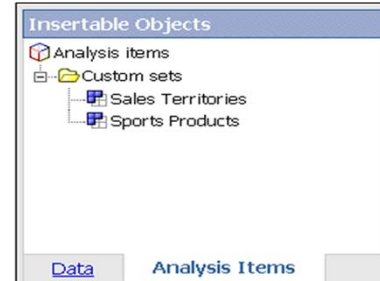 Insertable Objects
Analysis items
Custom sets
Sales Territories
Sports Products
Data Analysis Items